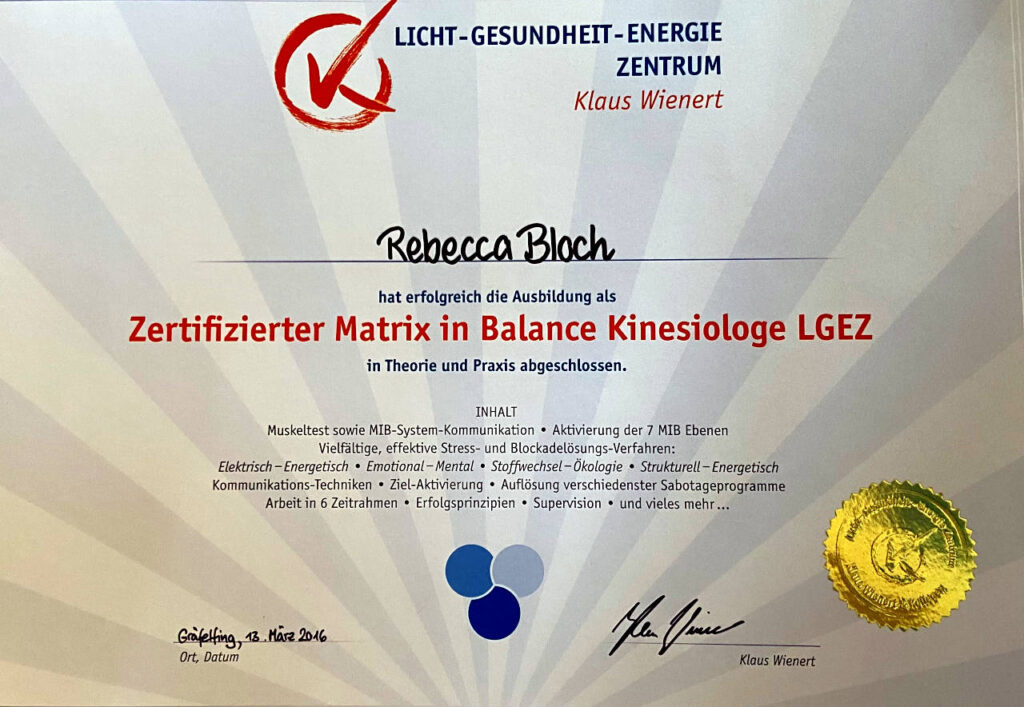 LICHT-GESUNDHEIT-ENERGIE
ZENTRUM
Klaus Wienert
Rebecca Bloch
hat erfolgreich die Ausbildung als
Zertifizierter Matrix in Balance Kinesiologe LGEZ
in Theorie und Praxis abgeschlossen.
INHALT
Muskeltest sowie MIB-System-Kommunikation • Aktivierung der 7 MIB Ebenen
Vielfältige, effektive Stress- und Blockadelösungs-Verfahren:
Elektrisch – Energetisch • Emotional – Mental • Stoffwechsel – Ökologie • Strukturell – Energetisch
Kommunikations-Techniken • Ziel-Aktivierung • Auflösung verschiedenster Sabotageprogramme
Arbeit in 6 Zeitrahmen • Erfolgsprinzipien • Supervision • und vieles mehr...
Gräfelfing, 13. März 2016
Ort, Datum
Klaus Wienert